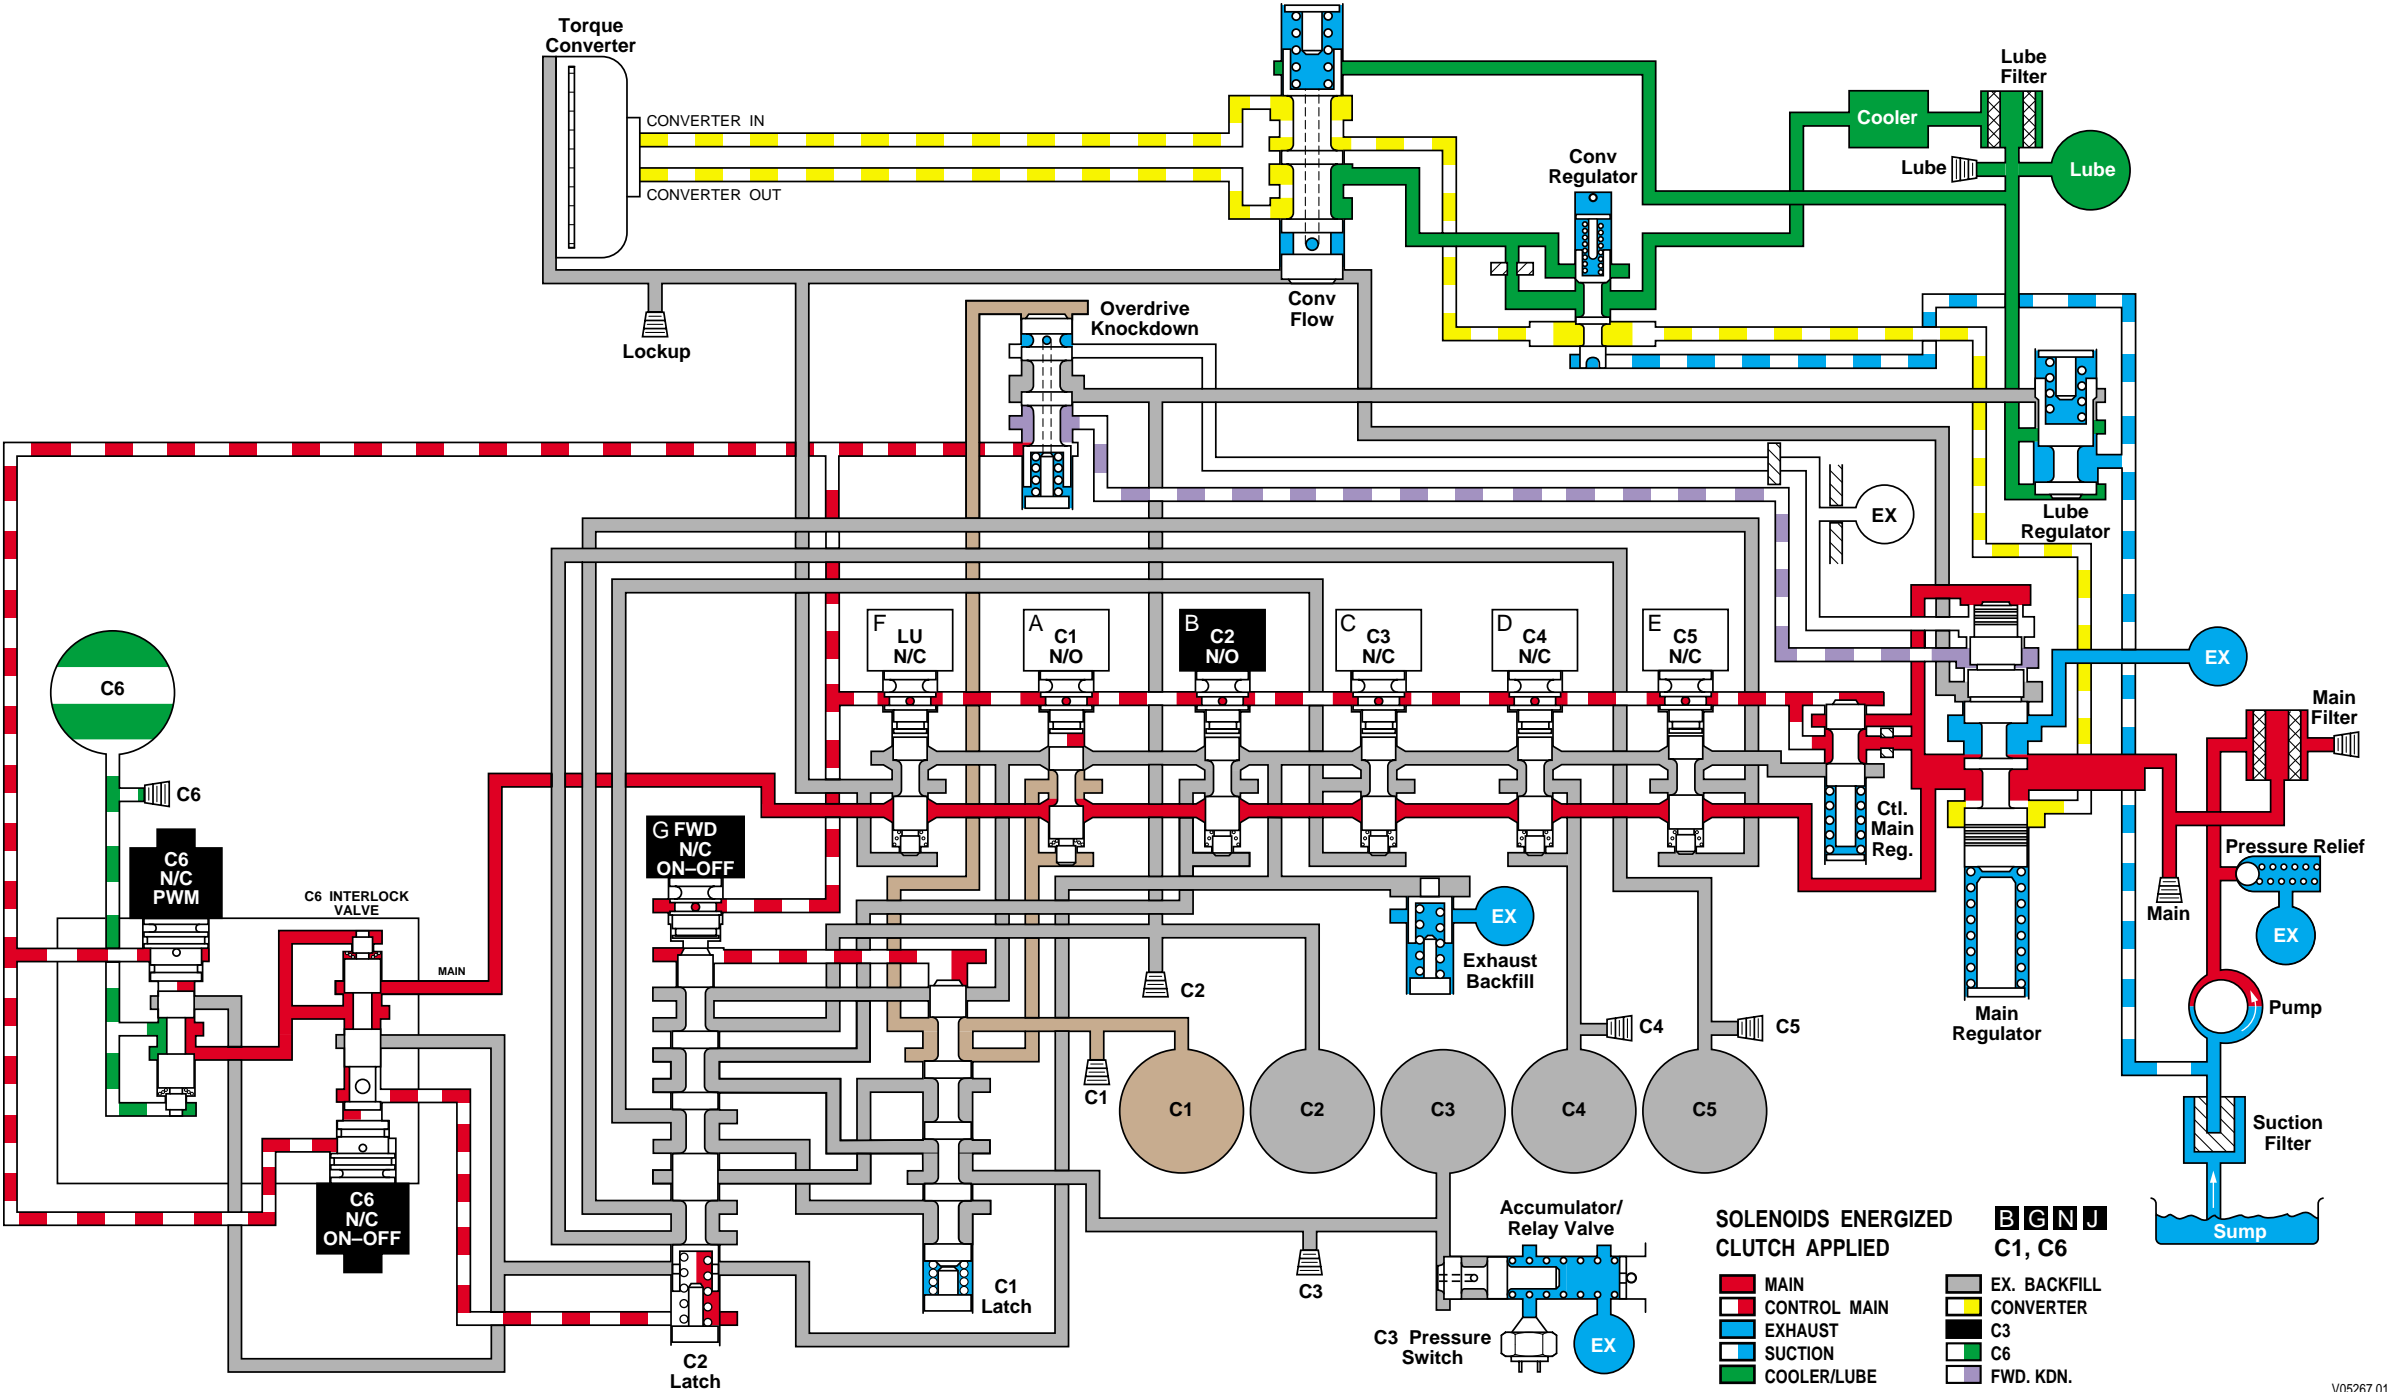 Torque
Converter
CONVERTER IN
CONVERTER OUT
Lockup
Overdrive
Knockdown
Conv
Flow
Conv
Regulator
Cooler
Lube
Filter
Lube
Lube
Lube
Regulator
EX
EX
F
LU
N/C
A
C1
N/O
B
C2
N/O
C
C3
N/C
D
C4
N/C
E
C5
N/C
Main
Filter
Ctl.
Main
Reg.
Pressure Relief
EX
Main
Pump
Main
Regulator
Suction
Filter
Sump
C6
C6
C6
N/C
PWM
C6 INTERLOCK
VALVE
MAIN
G
FWD
N/C
ON–OFF
C6
N/C
ON–OFF
EX
Exhaust
Backfill
C2
C4
C5
C1
C1
C2
C3
C4
C5
C1
Latch
C2
Latch
C3
Accumulator/
Relay Valve
C3 Pressure
Switch
EX
SOLENOIDS ENERGIZED B G N J
CLUTCH APPLIED C1, C6
MAIN
CONTROL MAIN
EXHAUST
SUCTION
COOLER/LUBE
EX. BACKFILL
CONVERTER
C3
C6
FWD. KDN.
V05267.01